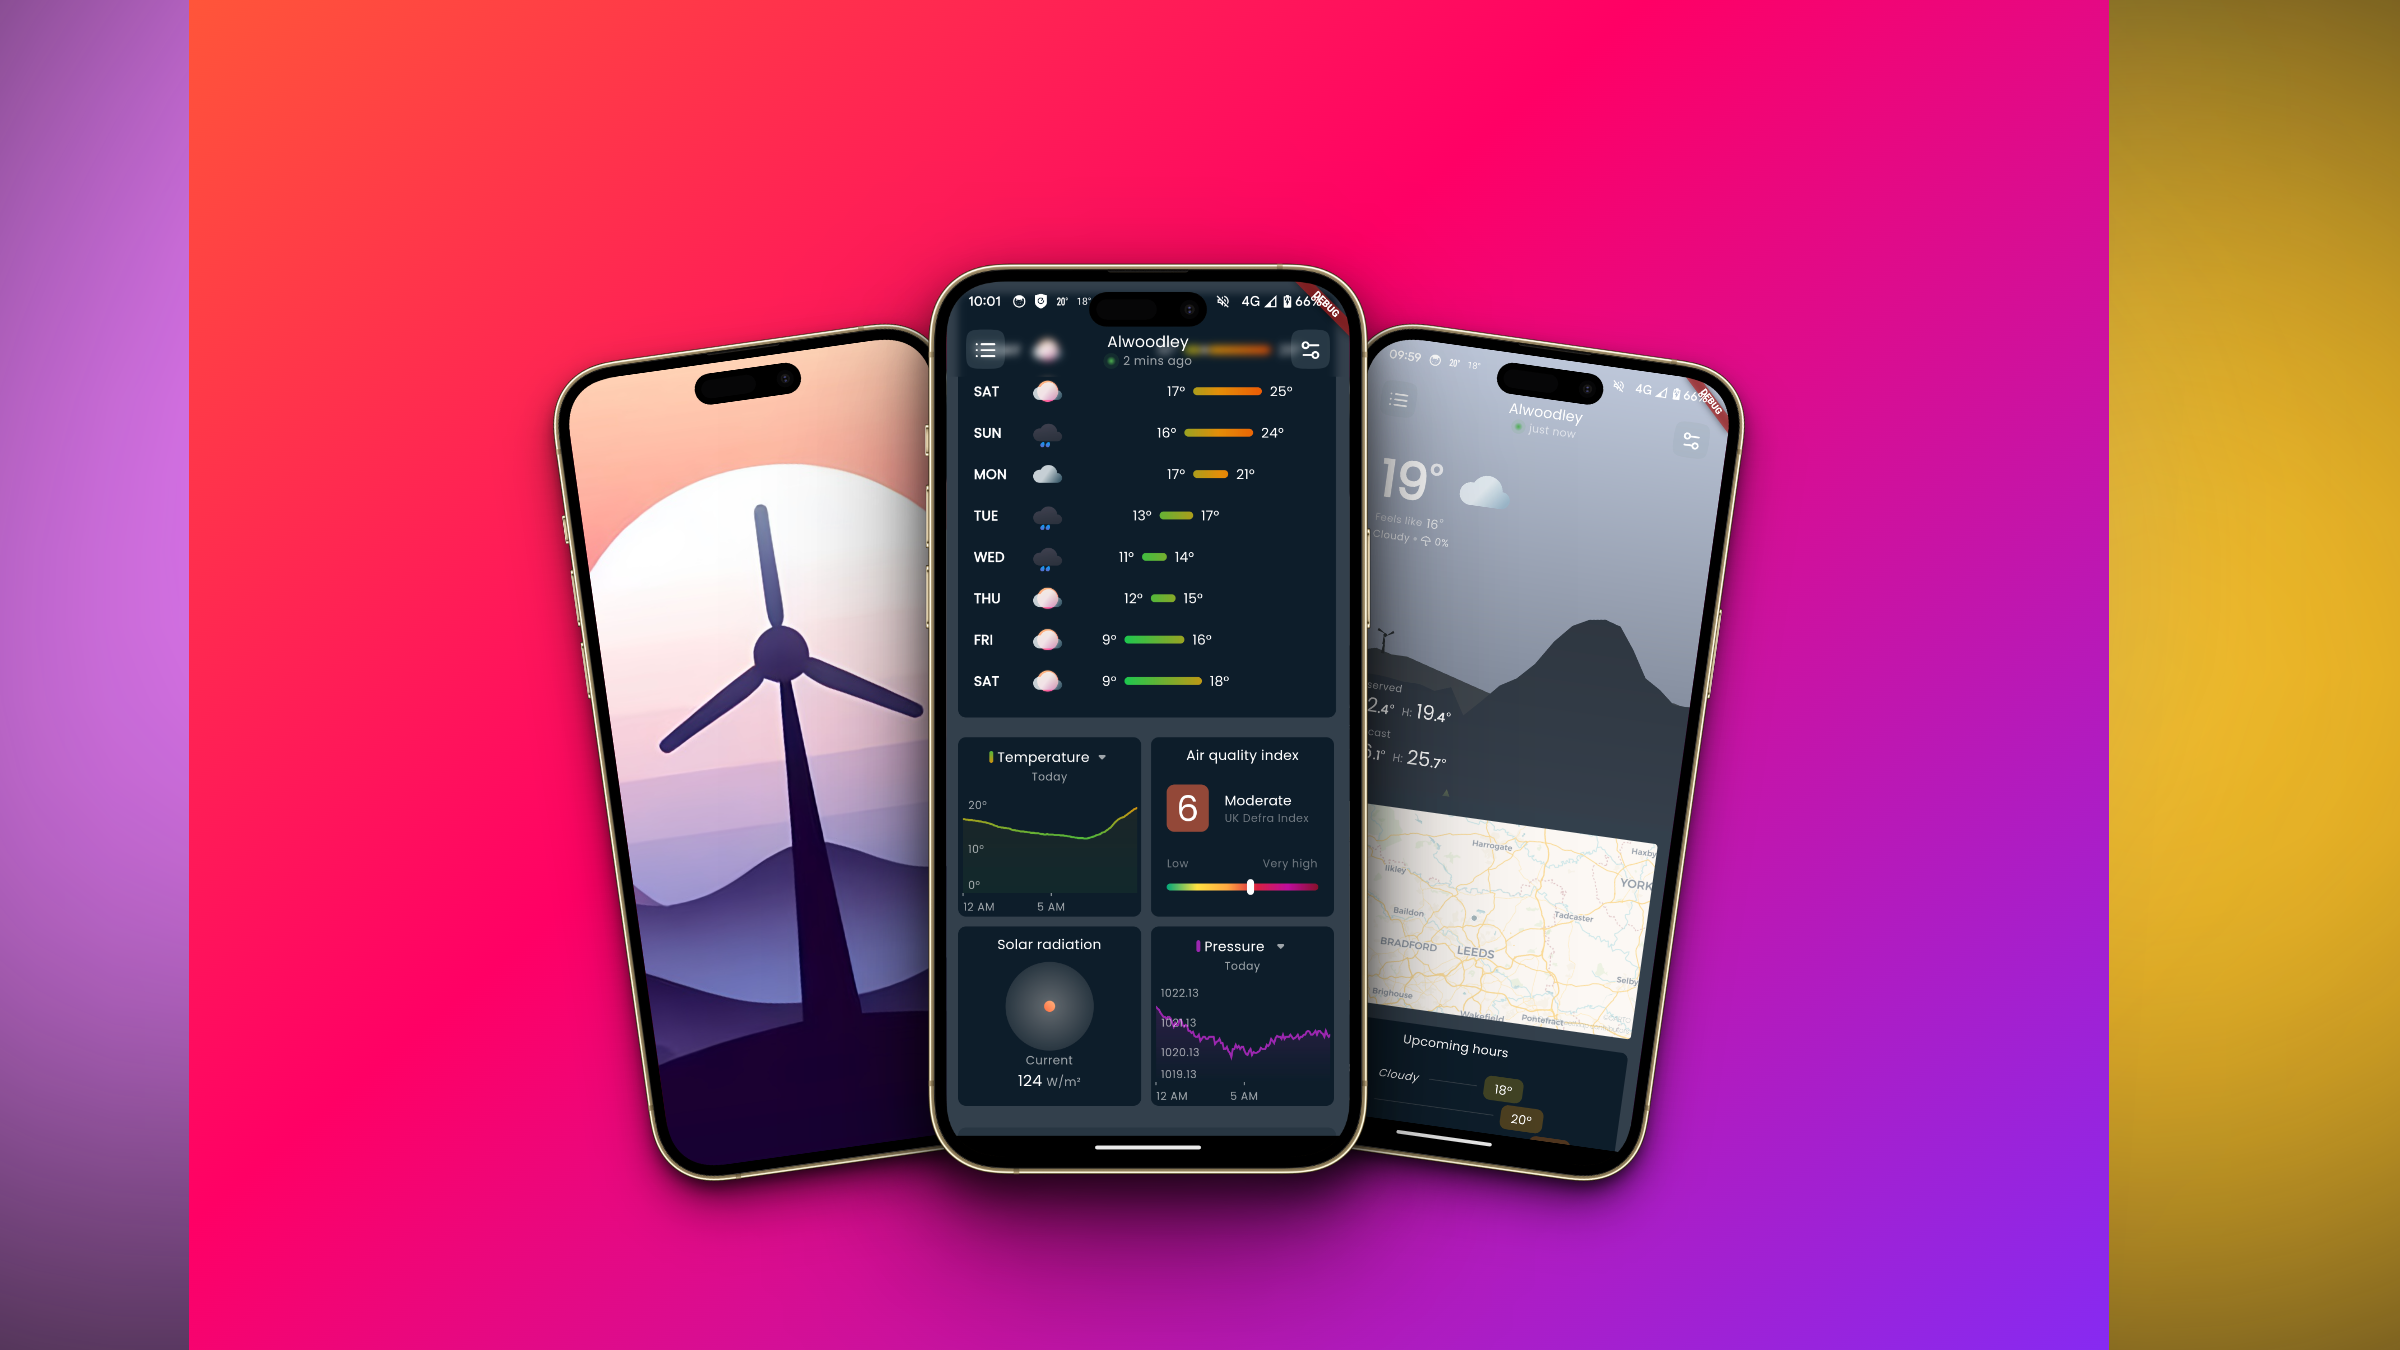 10:01 20° 18° 4G 66%
DEBUG
Alwoodley
2 mins ago
SAT 17° 25°
SUN 16° 24°
MON 17° 21°
TUE 13° 17°
WED 11° 14°
THU 12° 15°
FRI 9° 16°
SAT 9° 18°
Temperature
Today
20°
10°
0°
12 AM 5 AM
Air quality index
6
Moderate
UK Defra Index
Low Very high
Solar radiation
Current
124 W/m²
Pressure
Today
1022.13
1021.13
1020.13
1019.13
12 AM 5 AM
09:59 20° 18° 4G 66%
DEBUG
Alwoodley
just now
19°
Feels like 16°
Cloudy • 0%
served
2.4° H: 19.4°
cast
.1° H: 25.7°
Harrogate
Haxby
Ilkley
YORK
Baildon
Tadcaster
BRADFORD
LEEDS
Selby
Brighouse
Wakefield
Pontefract
Upcoming hours
Cloudy 18°
20°